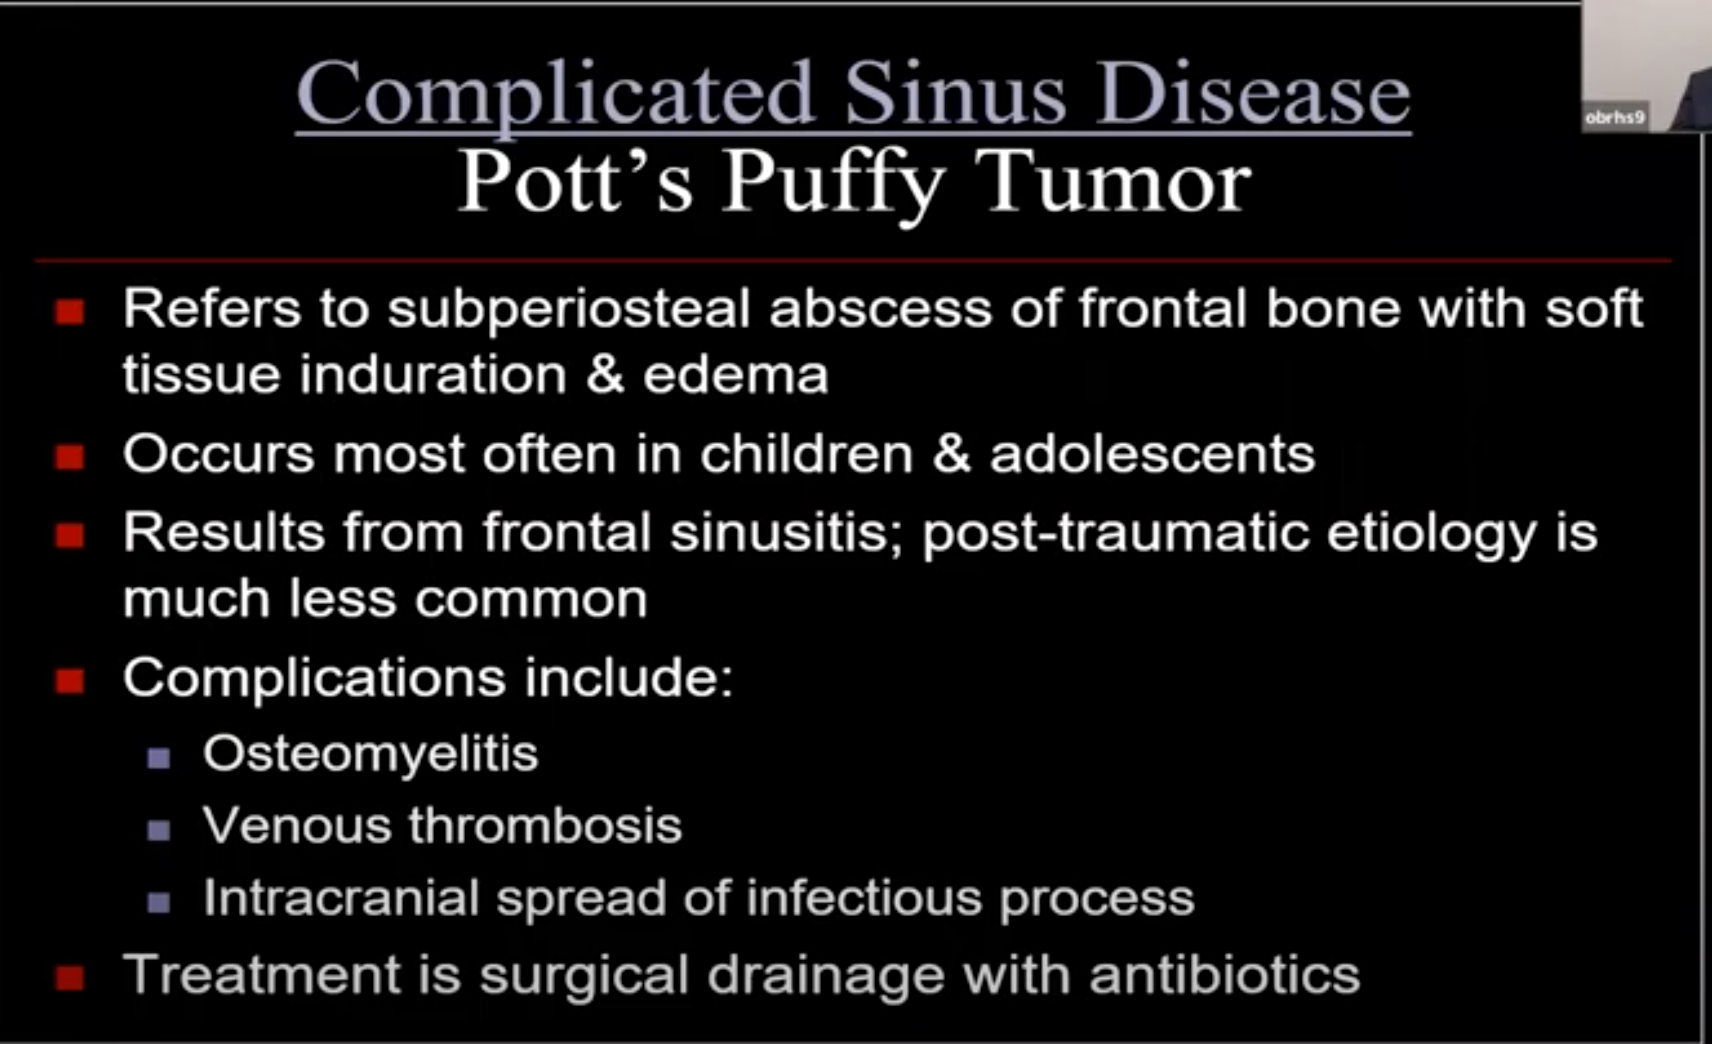 Complicated Sinus Disease
obrhs9
Pott’s Puffy Tumor
Refers to subperiosteal abscess of frontal bone with soft
tissue induration & edema
Occurs most often in children & adolescents
Results from frontal sinusitis; post-traumatic etiology is
much less common
Complications include:
Osteomyelitis
Venous thrombosis
Intracranial spread of infectious process
Treatment is surgical drainage with antibiotics